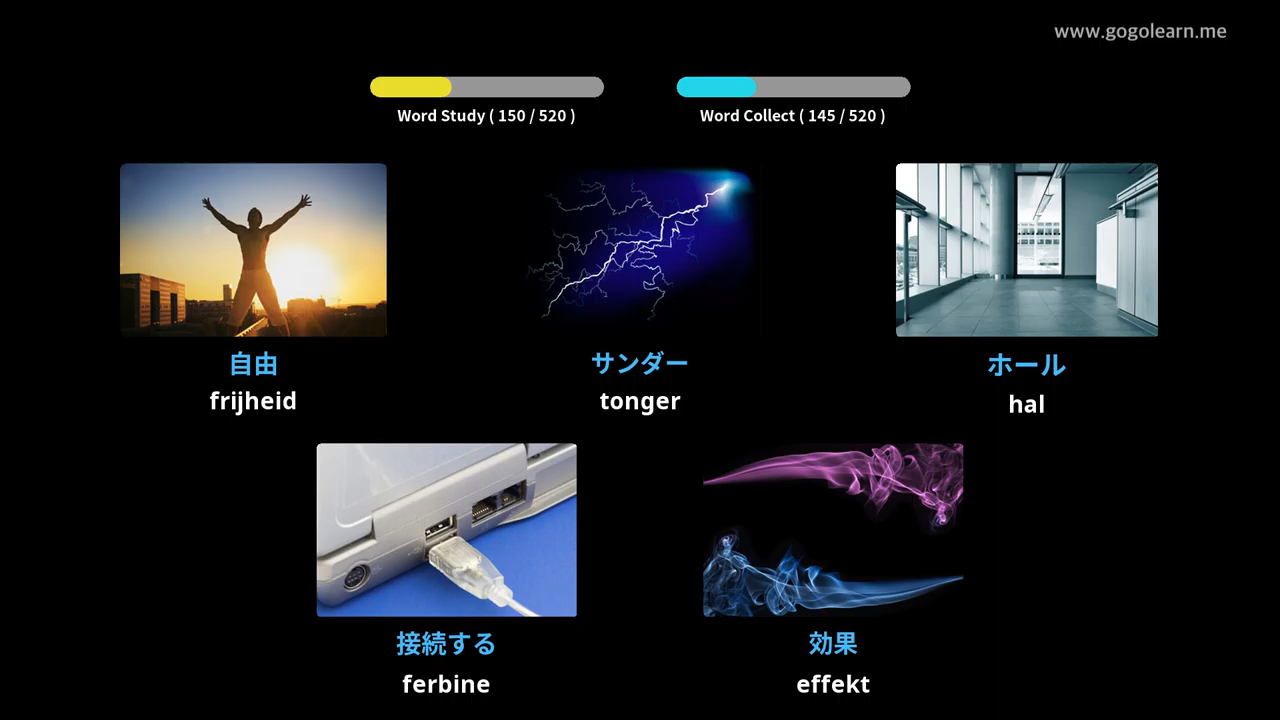 www.gogolearn.me
Word Study ( 150 / 520 )
Word Collect ( 145 / 520 )
自由
frijheid
サンダー
tonger
ホール
hal
接続する
ferbine
効果
effekt